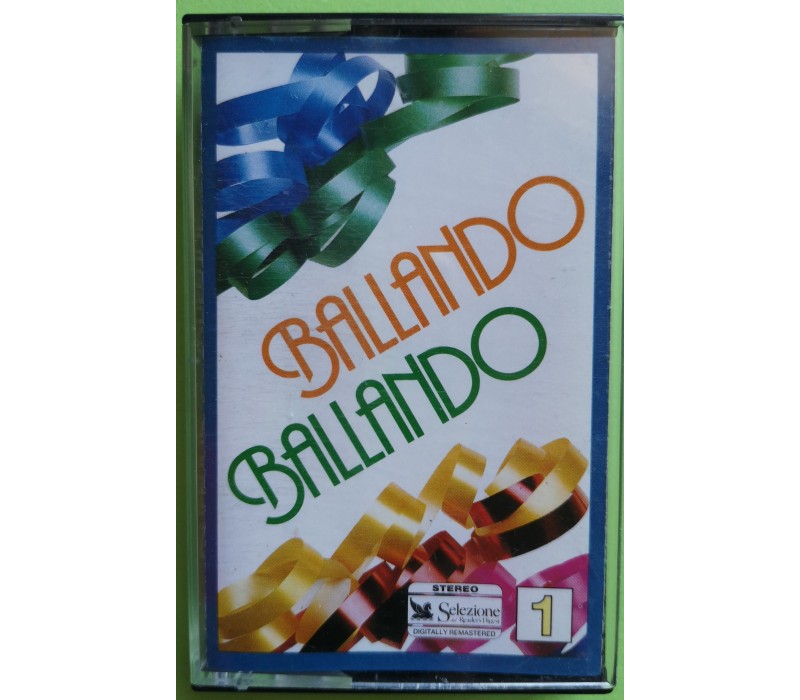 BALLANDO
BALLANDO
STEREO
Selezione
dal Reader's Digest
DIGITALLY REMASTERED
1